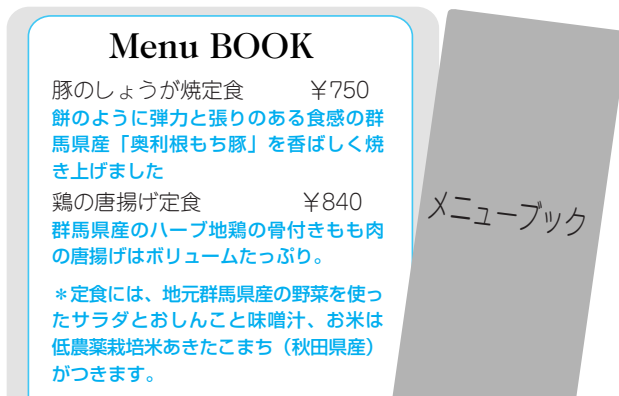 Menu BOOK
豚のしょうが焼定食　￥750
餅のように弾力と張りのある食感の群
馬県産「奥利根もち豚」を香ばしく焼
き上げました
鶏の唐揚げ定食　￥840
群馬県産のハーブ地鶏の骨付きもも肉
の唐揚げはボリュームたっぷり。
＊定食には、地元群馬県産の野菜を使っ
たサラダとおしんこと味噌汁、お米は
低農薬栽培米あきたこまち（秋田県産）
がつきます。
メニューブック